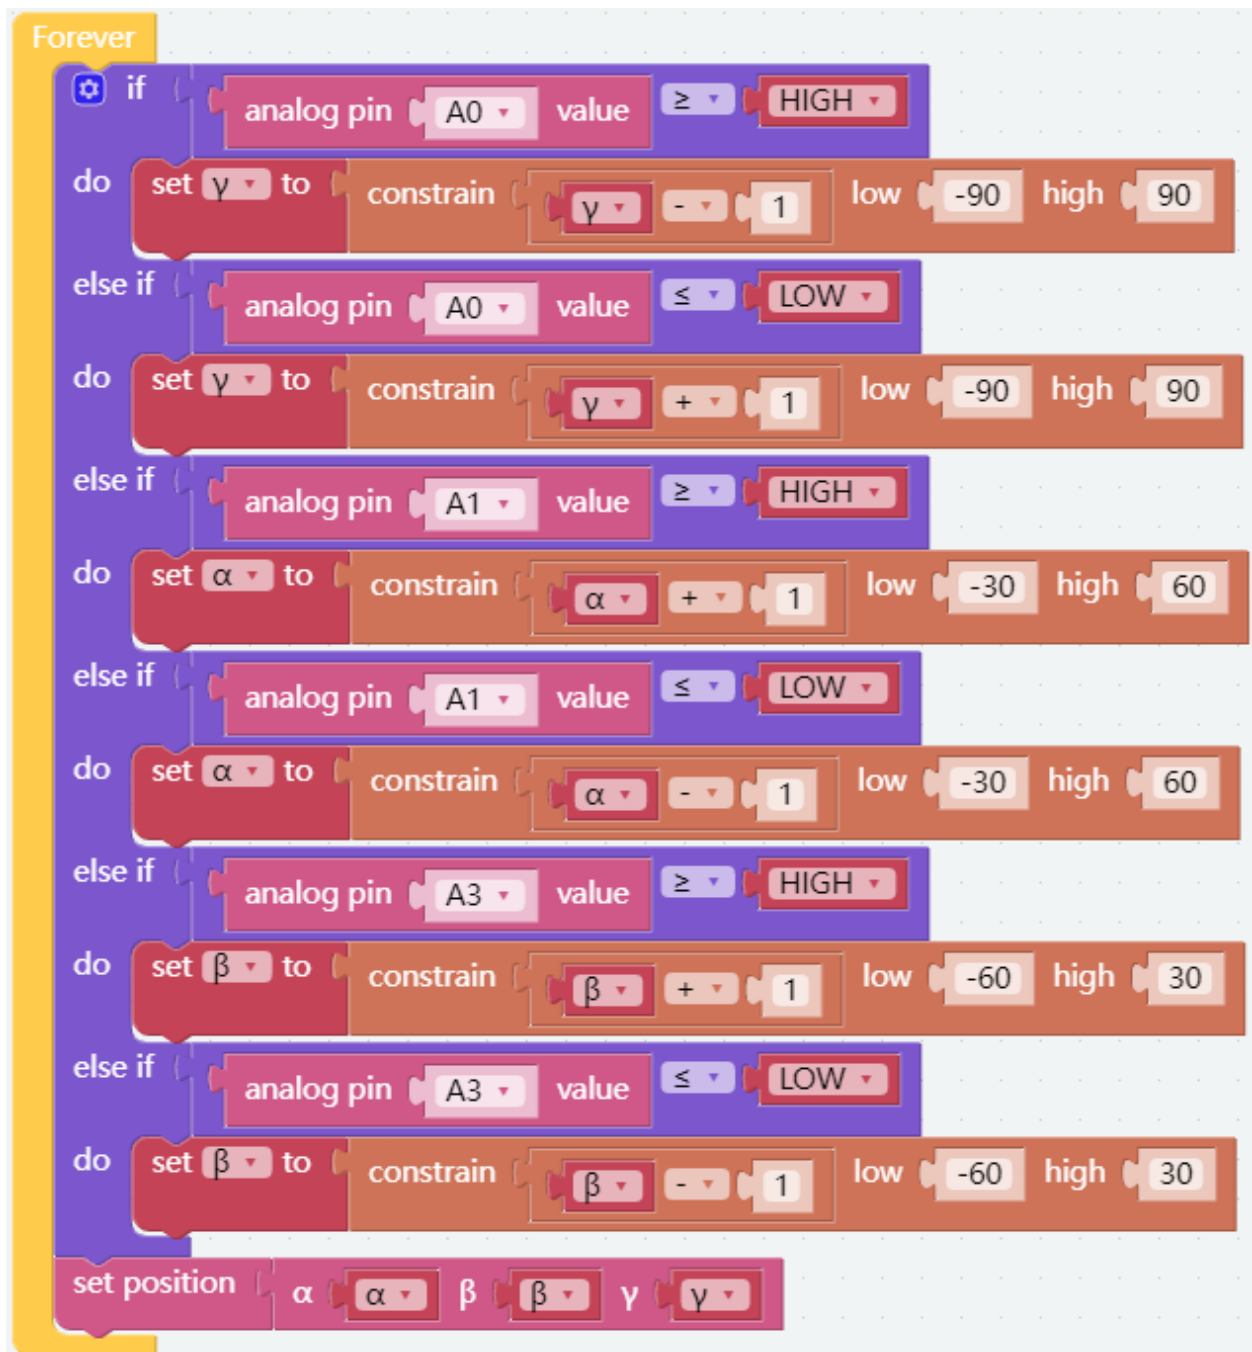 Forever
if analog pin A0 value ≥ HIGH
do set γ to constrain γ - 1 low -90 high 90
else if analog pin A0 value ≤ LOW
do set γ to constrain γ + 1 low -90 high 90
else if analog pin A1 value ≥ HIGH
do set α to constrain α + 1 low -30 high 60
else if analog pin A1 value ≤ LOW
do set α to constrain α - 1 low -30 high 60
else if analog pin A3 value ≥ HIGH
do set β to constrain β + 1 low -60 high 30
else if analog pin A3 value ≤ LOW
do set β to constrain β - 1 low -60 high 30
set position α α β β γ γ